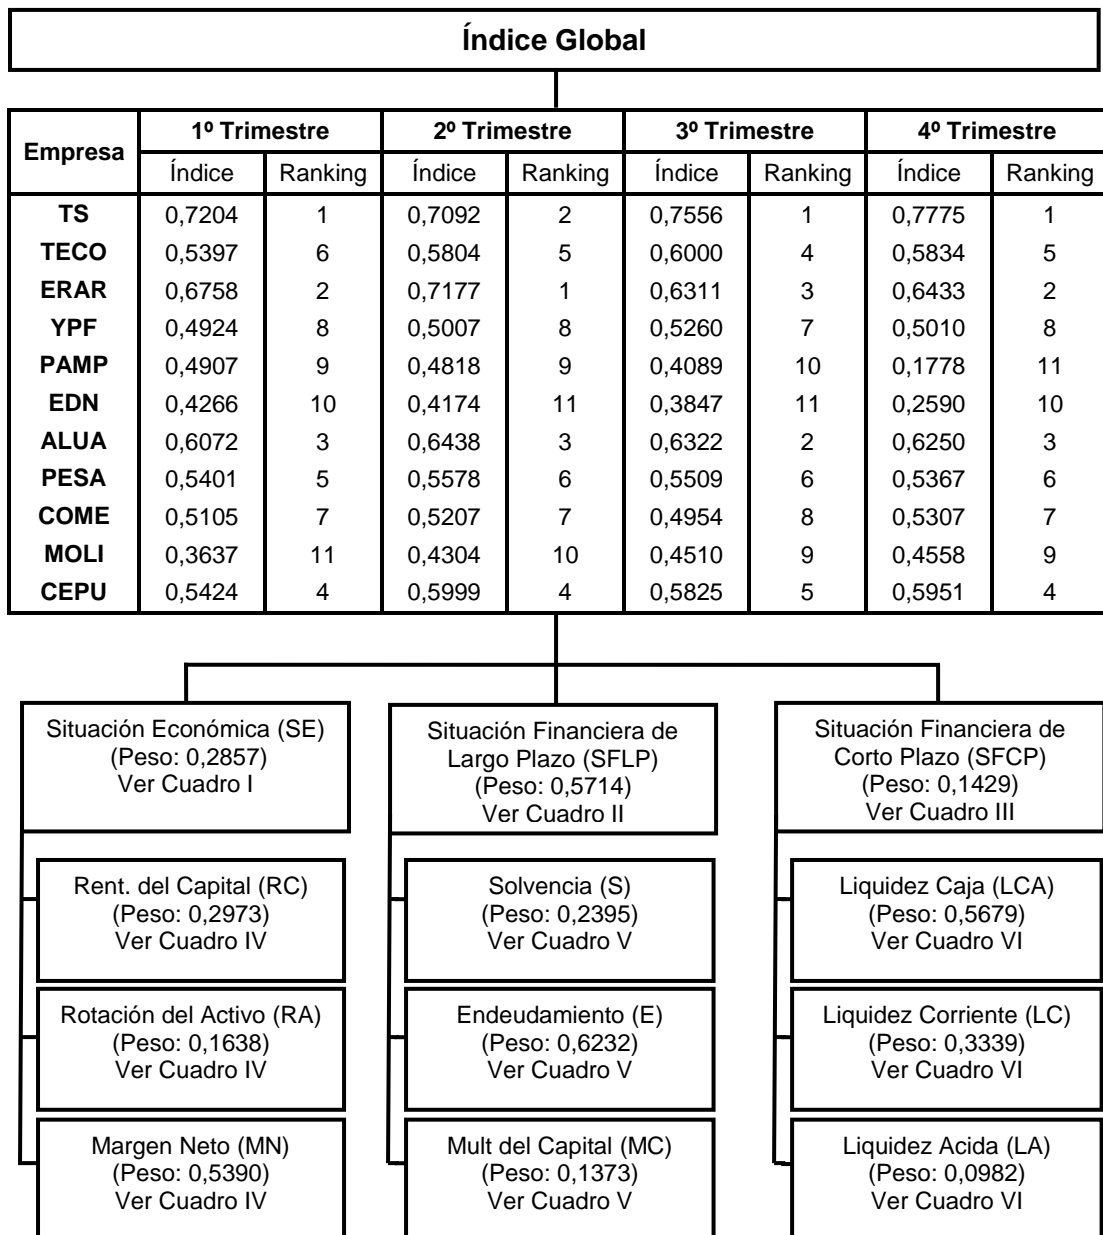 Índice Global
Empresa 1º Trimestre 2º Trimestre 3º Trimestre 4º Trimestre
Índice Ranking Índice Ranking Índice Ranking Índice Ranking
TS 0,7204 1 0,7092 2 0,7556 1 0,7775 1
TECO 0,5397 6 0,5804 5 0,6000 4 0,5834 5
ERAR 0,6758 2 0,7177 1 0,6311 3 0,6433 2
YPF 0,4924 8 0,5007 8 0,5260 7 0,5010 8
PAMP 0,4907 9 0,4818 9 0,4089 10 0,1778 11
EDN 0,4266 10 0,4174 11 0,3847 11 0,2590 10
ALUA 0,6072 3 0,6438 3 0,6322 2 0,6250 3
PESA 0,5401 5 0,5578 6 0,5509 6 0,5367 6
COME 0,5105 7 0,5207 7 0,4954 8 0,5307 7
MOLI 0,3637 11 0,4304 10 0,4510 9 0,4558 9
CEPU 0,5424 4 0,5999 4 0,5825 5 0,5951 4
Situación Económica (SE)
(Peso: 0,2857)
Ver Cuadro I
Situación Financiera de
Largo Plazo (SFLP)
(Peso: 0,5714)
Ver Cuadro II
Situación Financiera de
Corto Plazo (SFCP)
(Peso: 0,1429)
Ver Cuadro III
Rent. del Capital (RC)
(Peso: 0,2973)
Ver Cuadro IV
Solvencia (S)
(Peso: 0,2395)
Ver Cuadro V
Liquidez Caja (LCA)
(Peso: 0,5679)
Ver Cuadro VI
Rotación del Activo (RA)
(Peso: 0,1638)
Ver Cuadro IV
Endeudamiento (E)
(Peso: 0,6232)
Ver Cuadro V
Liquidez Corriente (LC)
(Peso: 0,3339)
Ver Cuadro VI
Margen Neto (MN)
(Peso: 0,5390)
Ver Cuadro IV
Mult del Capital (MC)
(Peso: 0,1373)
Ver Cuadro V
Liquidez Acida (LA)
(Peso: 0,0982)
Ver Cuadro VI